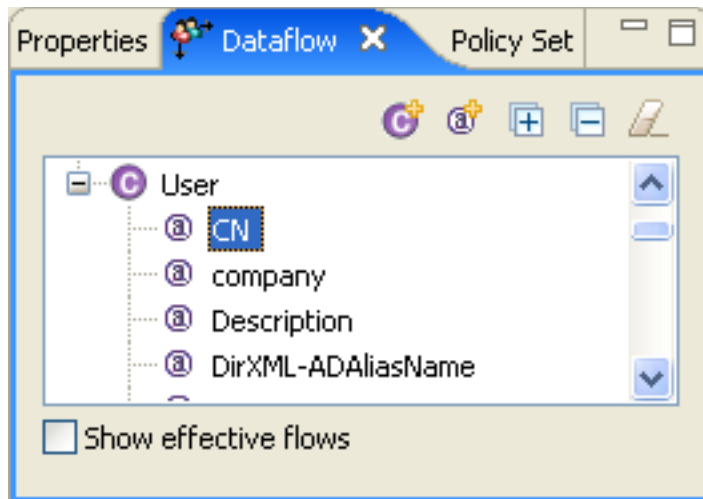 Properties Dataflow Policy Set
User
CN
company
Description
DirXML-ADAliasName
Show effective flows